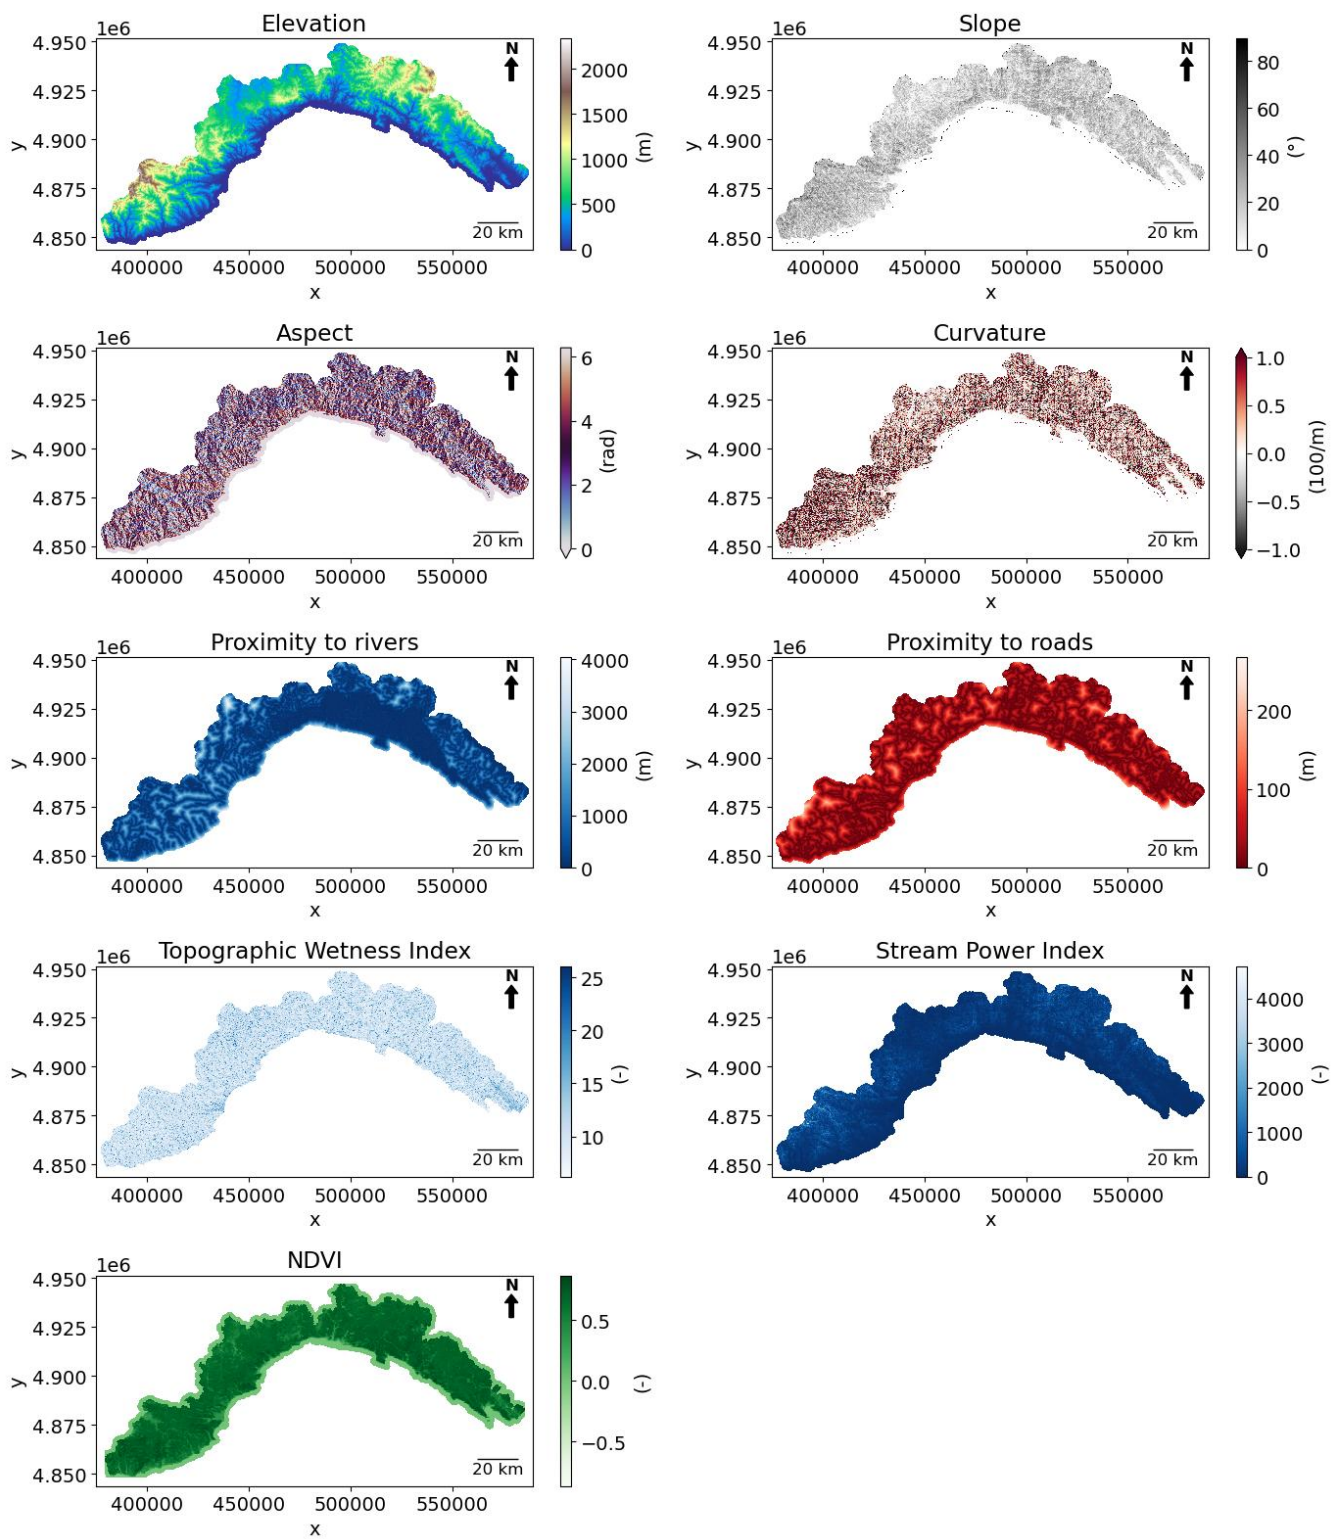 Elevation
1e6
4.950
4.925
4.900
4.875
4.850
y
N
20 km
400000 450000 500000 550000
x
2000
1500
1000
500
0
(m)
Slope
1e6
4.950
4.925
4.900
4.875
4.850
y
N
20 km
400000 450000 500000 550000
x
80
60
40
20
0
(°)
Aspect
1e6
4.950
4.925
4.900
4.875
4.850
y
N
20 km
400000 450000 500000 550000
x
6
4
2
0
(rad)
Curvature
1e6
4.950
4.925
4.900
4.875
4.850
y
N
20 km
400000 450000 500000 550000
x
1.0
0.5
0.0
−0.5
−1.0
(100/m)
Proximity to rivers
1e6
4.950
4.925
4.900
4.875
4.850
y
N
20 km
400000 450000 500000 550000
x
4000
3000
2000
1000
0
(m)
Proximity to roads
1e6
4.950
4.925
4.900
4.875
4.850
y
N
20 km
400000 450000 500000 550000
x
200
100
0
(m)
Topographic Wetness Index
1e6
4.950
4.925
4.900
4.875
4.850
y
N
20 km
400000 450000 500000 550000
x
25
20
15
10
(-)
Stream Power Index
1e6
4.950
4.925
4.900
4.875
4.850
y
N
20 km
400000 450000 500000 550000
x
4000
3000
2000
1000
0
(-)
NDVI
1e6
4.950
4.925
4.900
4.875
4.850
y
N
20 km
400000 450000 500000 550000
x
0.5
0.0
−0.5
(-)